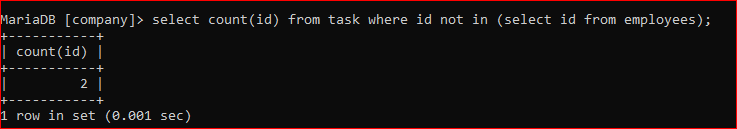 MariaDB [company]> select count(id) from task where id not in (select id from employees);
+-----------+
| count(id) |
+-----------+
|         2 |
+-----------+
1 row in set (0.001 sec)